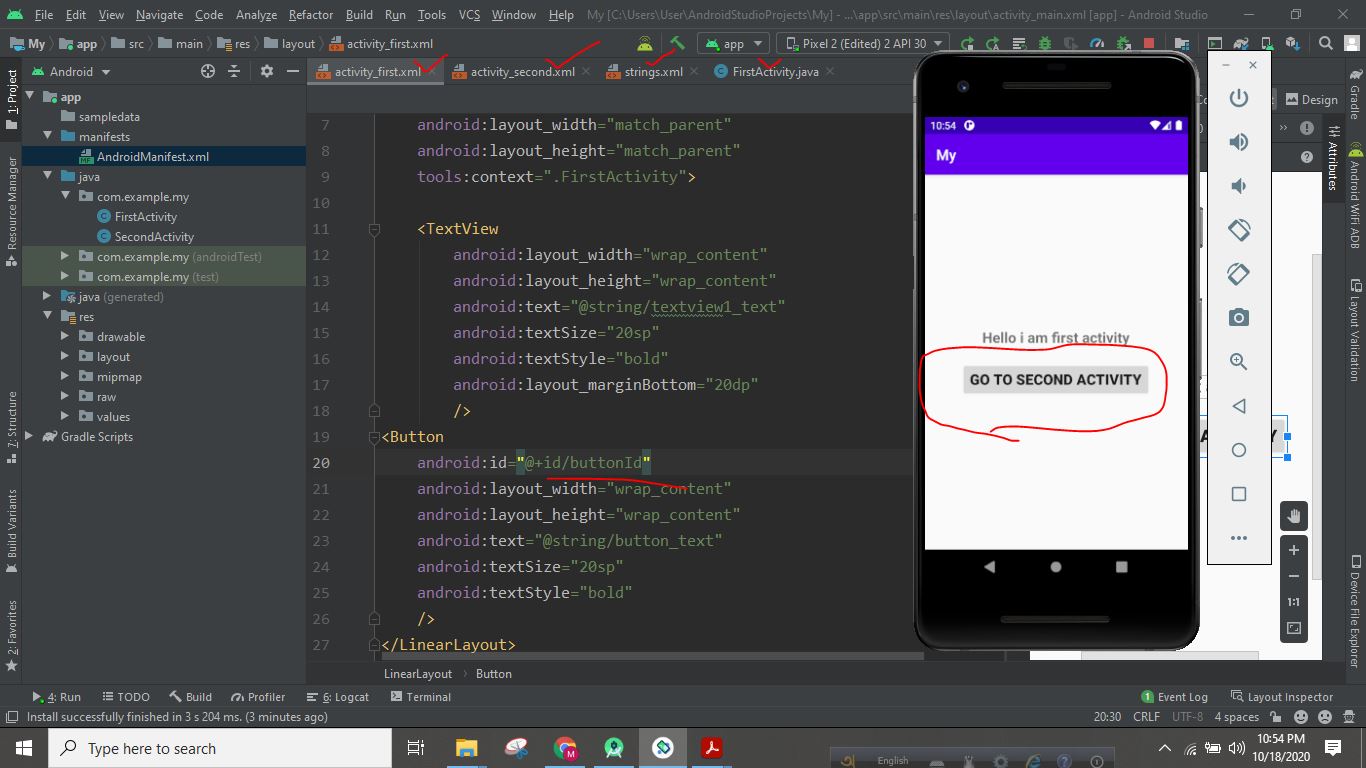 File Edit View Navigate Code Analyze Refactor Build Run Tools VCS Window Help My [C:\Users\User\AndroidStudioProjects\My] - ...\app\src\main\res\layout\activity_main.xml [app] - Android Studio
My app src main res layout activity_first.xml app Pixel 2 (Edited) 2 API 30
Android activity_first.xml activity_second.xml strings.xml FirstActivity.java
1: Project
Resource Manager
7: Structure
Build Variants
2: Favorites
app
sampledata
manifests
AndroidManifest.xml
java
com.example.my
FirstActivity
SecondActivity
com.example.my (androidTest)
com.example.my (test)
java (generated)
res
drawable
layout
mipmap
raw
values
Gradle Scripts
7 android:layout_width="match_parent"
8 android:layout_height="match_parent"
9 tools:context=".FirstActivity">
10
11 <TextView
12 android:layout_width="wrap_content"
13 android:layout_height="wrap_content"
14 android:text="@string/textview1_text"
15 android:textSize="20sp"
16 android:textStyle="bold"
17 android:layout_marginBottom="20dp"
18 />
19 <Button
20 android:id="@+id/buttonId"
21 android:layout_width="wrap_content"
22 android:layout_height="wrap_content"
23 android:text="@string/button_text"
24 android:textSize="20sp"
25 android:textStyle="bold"
26 />
27 </LinearLayout>
10:54
My
Hello i am first activity
GO TO SECOND ACTIVITY
Design
Attributes
1:1
Gradle
Android WiFi ADB
Layout Validation
Device File Explorer
LinearLayout Button
4: Run TODO Build Profiler 6: Logcat Terminal Event Log Layout Inspector
Install successfully finished in 3 s 204 ms. (3 minutes ago) 20:30 CRLF UTF-8 4 spaces
Type here to search
English
10:54 PM
10/18/2020